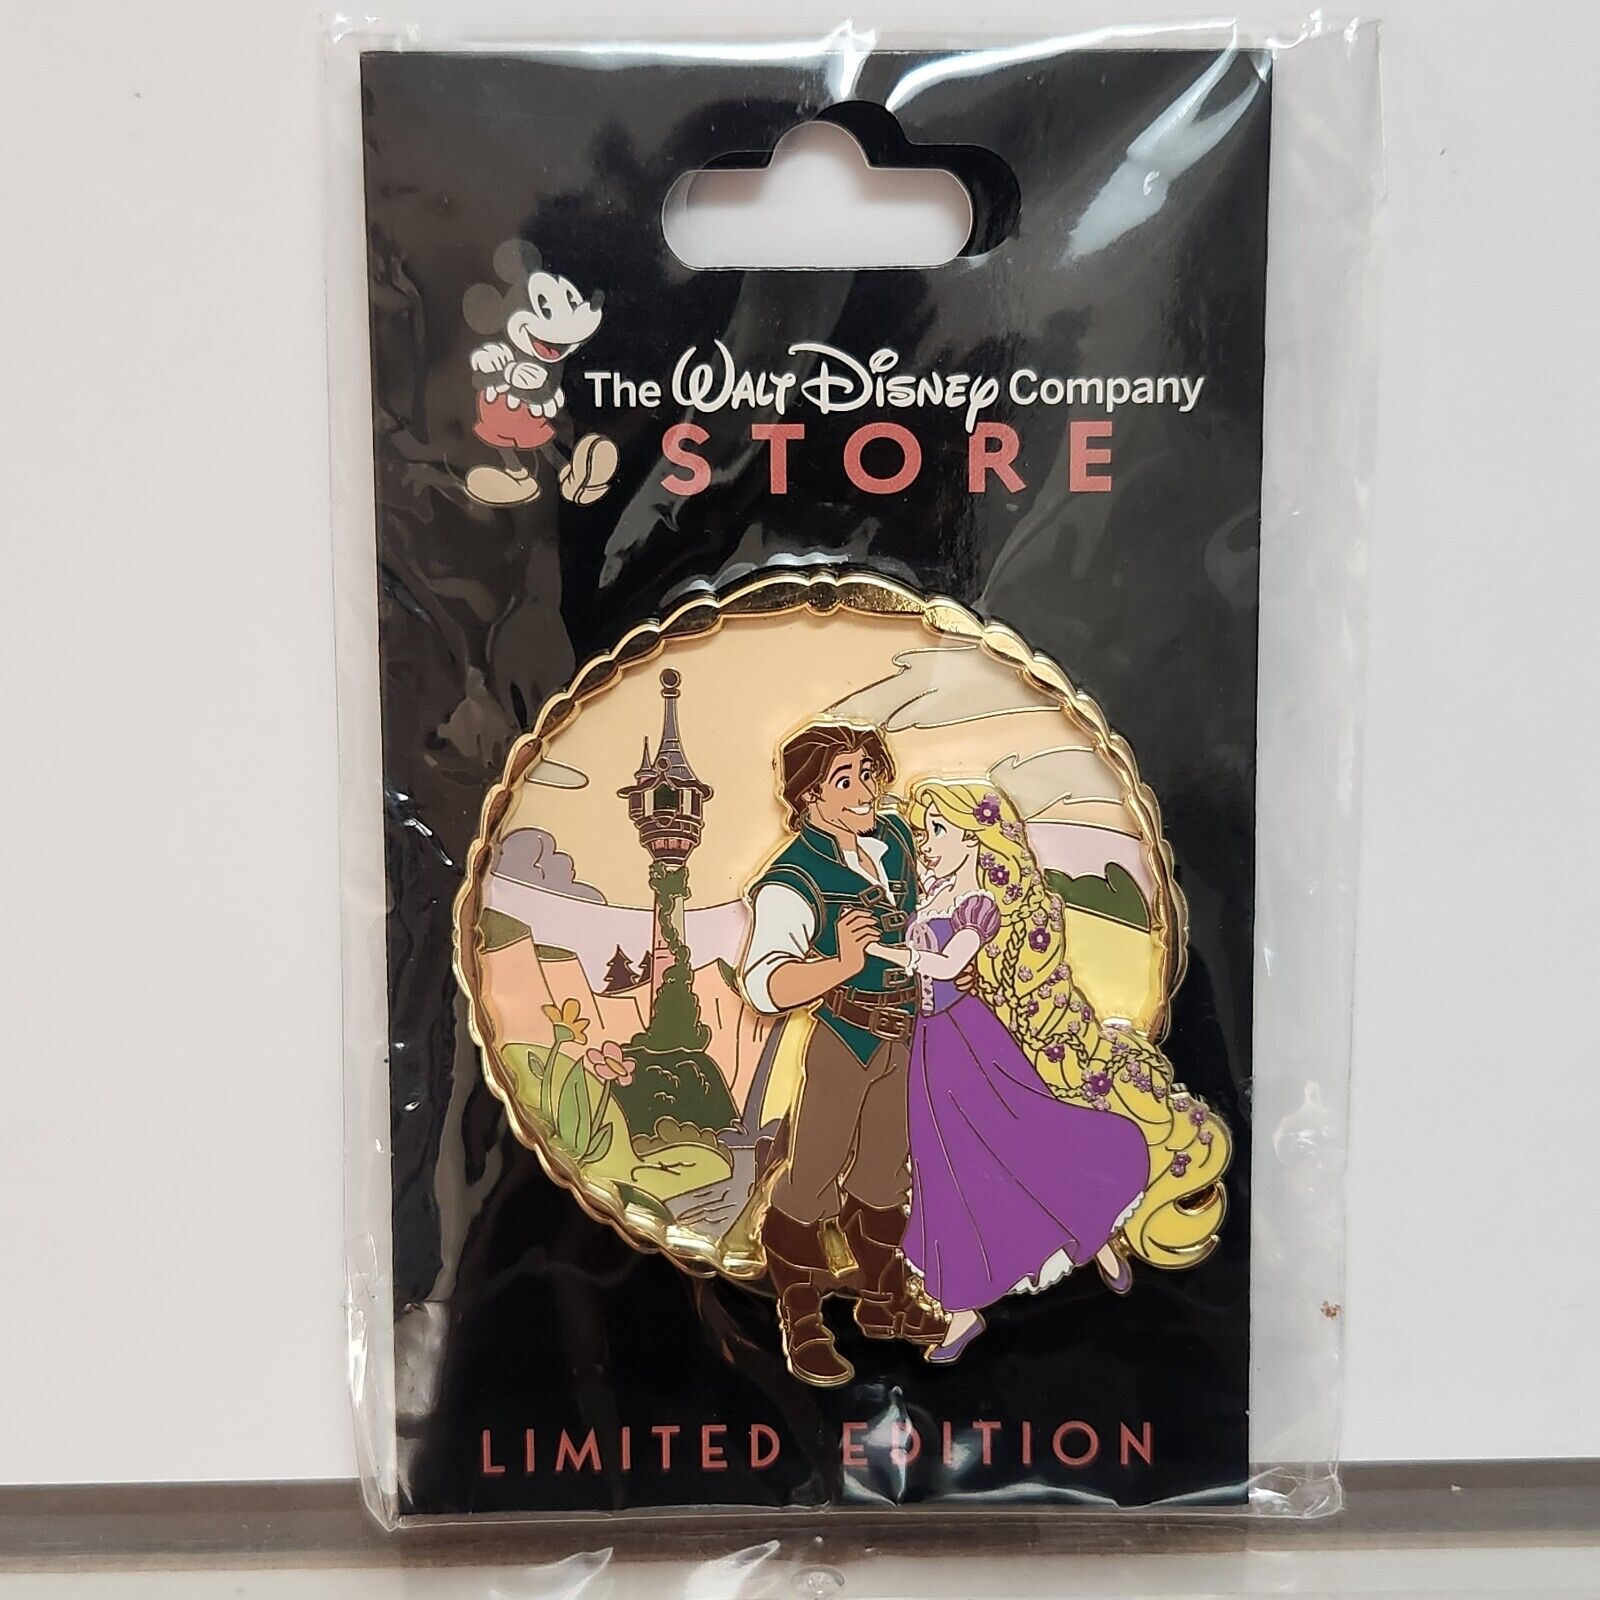 The Walt Disney Company
STORE
LIMITED EDITION